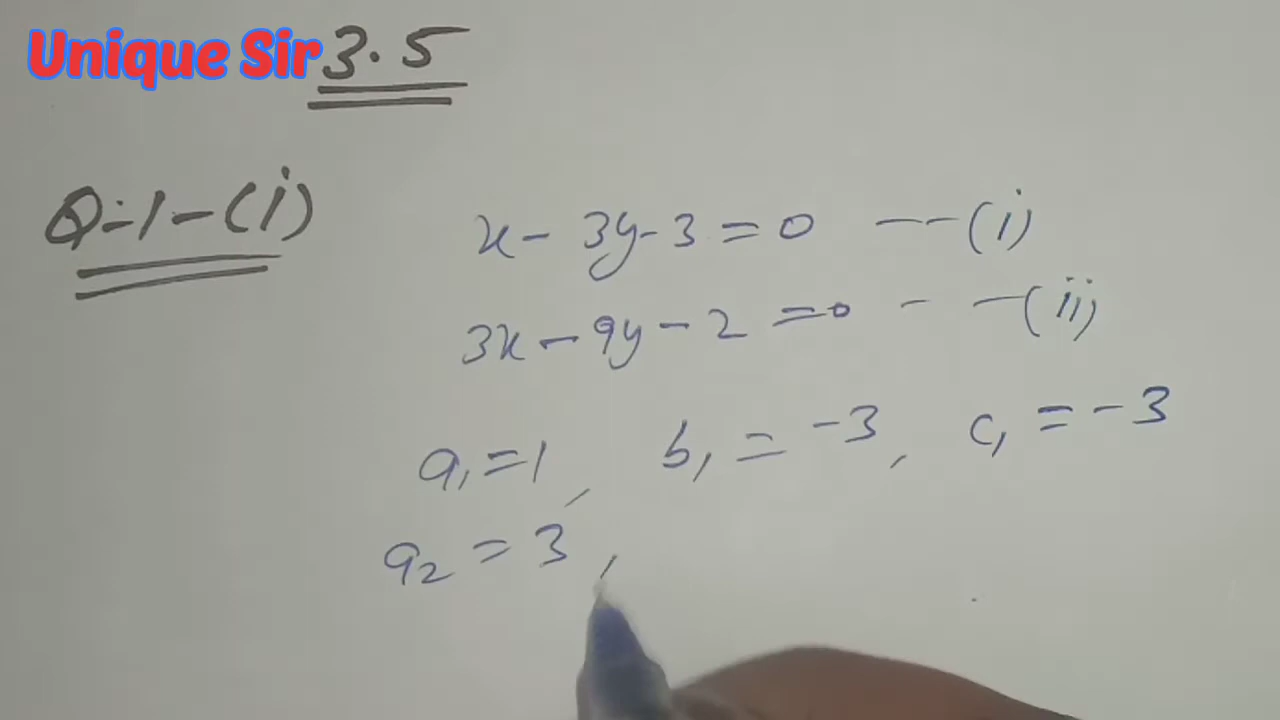 Unique Sir 3.5
Q-1-(i)
x - 3y - 3 = 0 --(i)
3x - 9y - 2 = 0 - -(ii)
a₁ = 1, b₁ = -3, c₁ = -3
a₂ = 3,